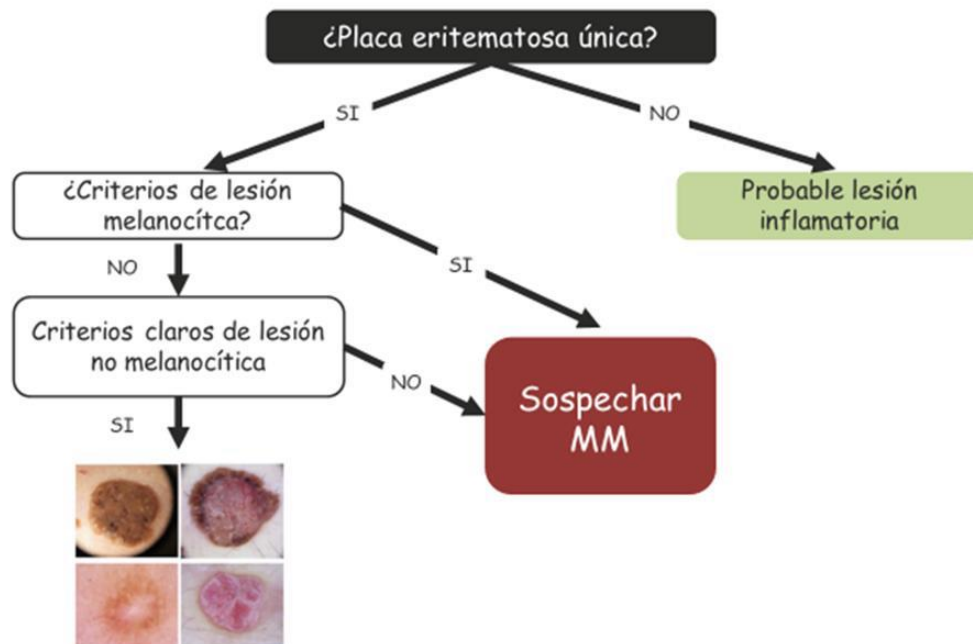 ¿Placa eritematosa única?
SI
NO
¿Criterios de lesión
melanocítca?
Probable lesión
inflamatoria
NO
SI
Criterios claros de lesión
no melanocítica
NO
Sospechar
MM
SI